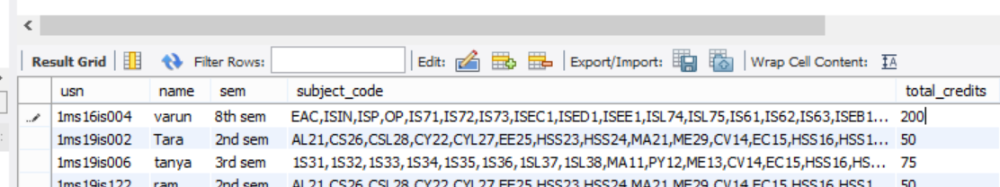 Result Grid Filter Rows: Edit: Export/Import: Wrap Cell Content:
usn name sem subject_code total_credits
1ms16is004 varun 8th sem EAC,ISIN,ISP,OP,IS71,IS72,IS73,ISEC1,ISED1,ISEE1,ISL74,ISL75,IS61,IS62,IS63,ISEB1... 200
1ms19is002 Tara 2nd sem AL21,CS26,CSL28,CY22,CYL27,EE25,HSS23,HSS24,MA21,ME29,CV14,EC15,HSS16,HSS1... 50
1ms19is006 tanya 3rd sem 1S31,1S32,1S33,1S34,1S35,1S36,1SL37,1SL38,MA11,PY12,ME13,CV14,EC15,HSS16,HS... 75
1ms19is122 ram 2nd sem AL21,CS26,CSL28,CY22,CYL27,EE25,HSS23,HSS24,MA21,ME29,CV14,EC15,HSS16,HSS1... 50